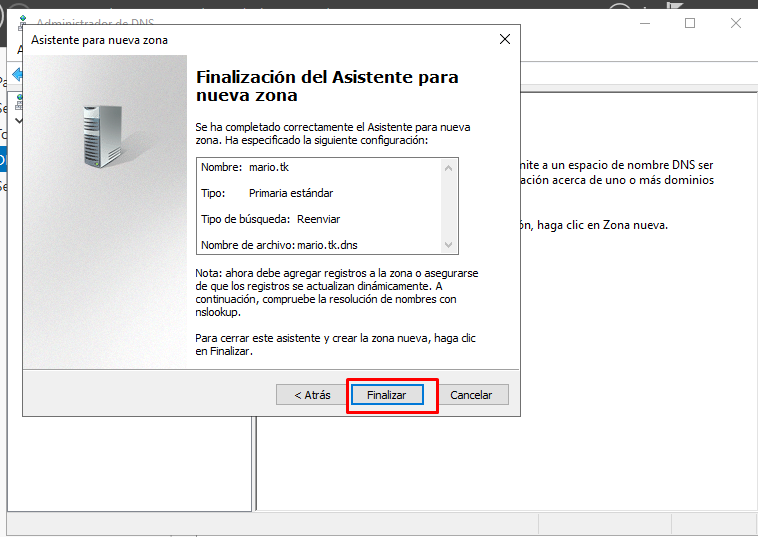 Administrador de DNS
Asistente para nueva zona
Finalización del Asistente para
nueva zona
Se ha completado correctamente el Asistente para nueva
zona. Ha especificado la siguiente configuración:
Nombre: mario.tk
Tipo: Primaria estándar
Tipo de búsqueda: Reenviar
Nombre de archivo: mario.tk.dns
Nota: ahora debe agregar registros a la zona o asegurarse
de que los registros se actualizan dinámicamente. A
continuación, compruebe la resolución de nombres con
nslookup.
Para cerrar este asistente y crear la zona nueva, haga clic
en Finalizar.
< Atrás
Finalizar
Cancelar
mite a un espacio de nombre DNS ser
ación acerca de uno o más dominios
ón, haga clic en Zona nueva.